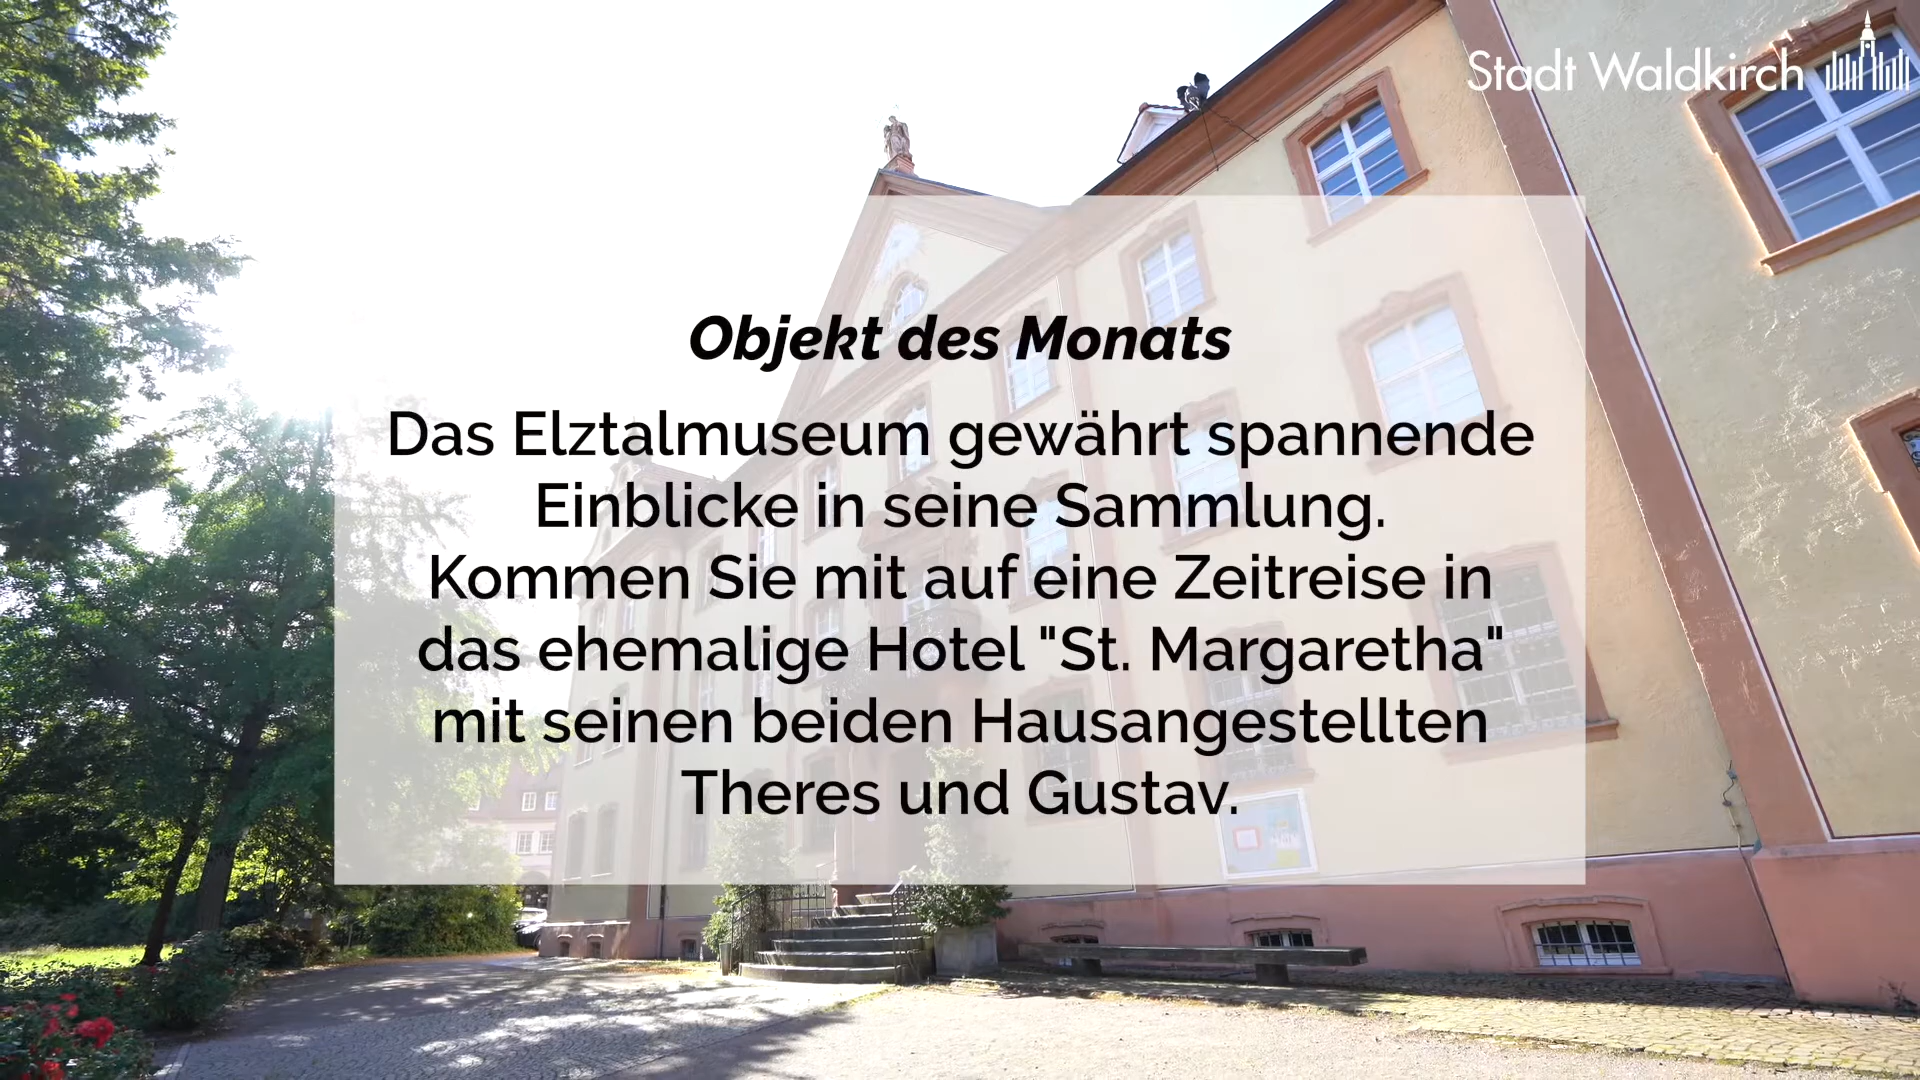 Stadt Waldkirch
Objekt des Monats
Das Elztalmuseum gewährt spannende
Einblicke in seine Sammlung.
Kommen Sie mit auf eine Zeitreise in
das ehemalige Hotel "St. Margaretha"
mit seinen beiden Hausangestellten
Theres und Gustav.